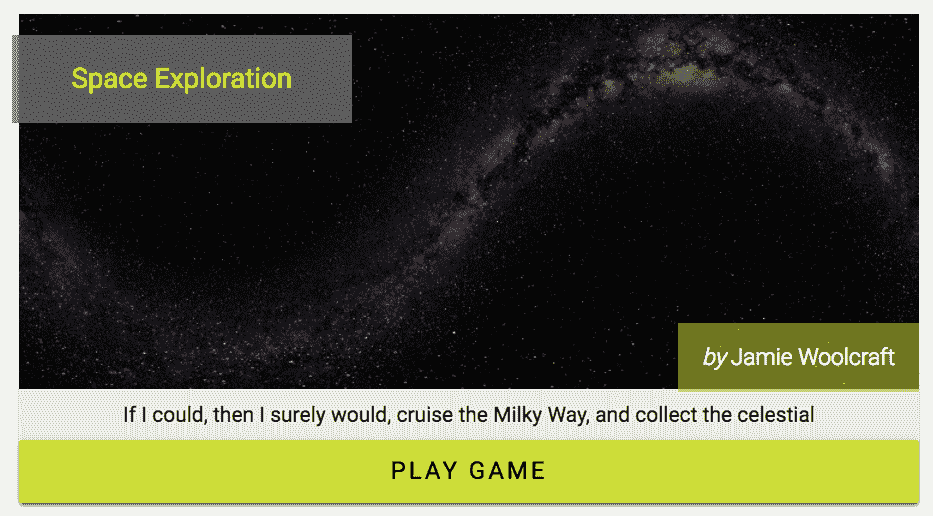 Space Exploration
by Jamie Woolcraft
If I could, then I surely would, cruise the Milky Way, and collect the celestial
PLAY GAME